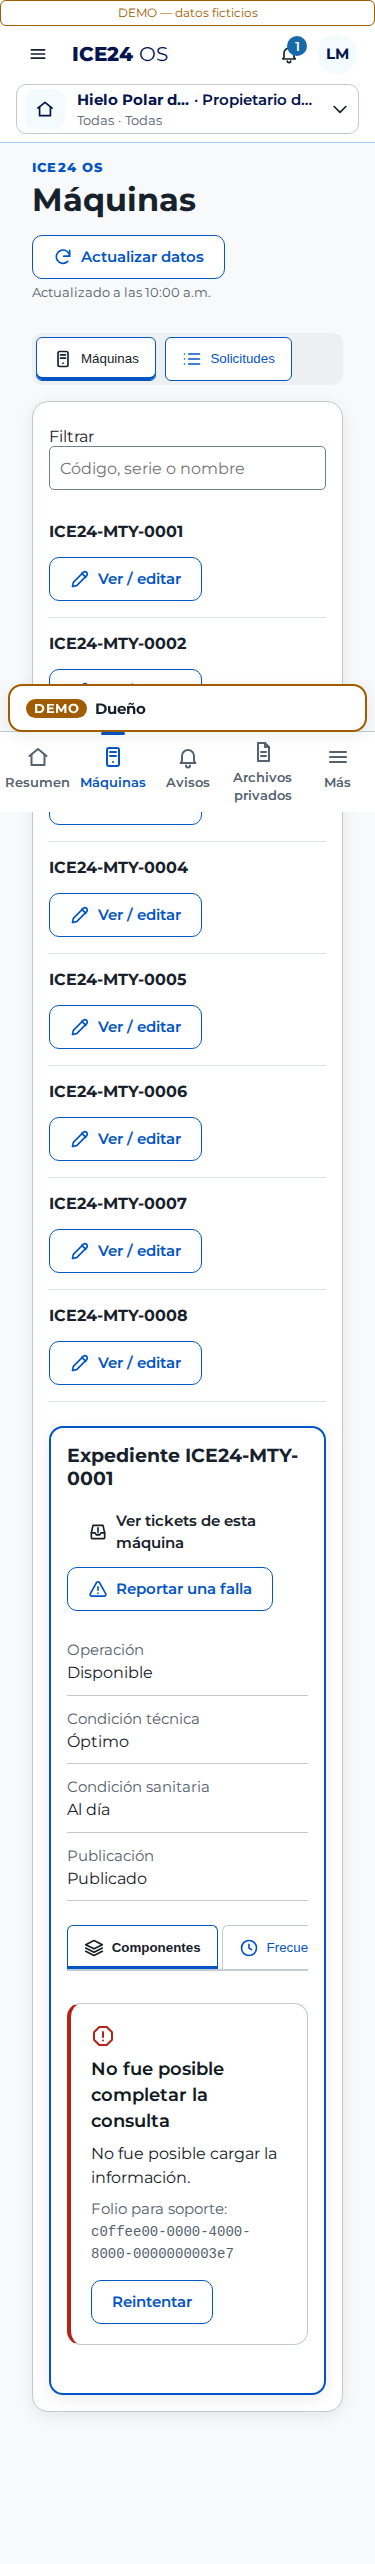 DEMO — datos ficticios
ICE24 OS
1
LM
Hielo Polar d... · Propietario d...
Todas · Todas
ICE24 OS
Máquinas
Actualizar datos
Actualizado a las 10:00 a.m.
Máquinas
Solicitudes
Filtrar
Código, serie o nombre
ICE24-MTY-0001
Ver / editar
ICE24-MTY-0002
DEMO Dueño
Resumen
Máquinas
Avisos
Archivos
privados
Más
ICE24-MTY-0004
Ver / editar
ICE24-MTY-0005
Ver / editar
ICE24-MTY-0006
Ver / editar
ICE24-MTY-0007
Ver / editar
ICE24-MTY-0008
Ver / editar
Expediente ICE24-MTY-
0001
Ver tickets de esta
máquina
Reportar una falla
Operación
Disponible
Condición técnica
Óptimo
Condición sanitaria
Al día
Publicación
Publicado
Componentes
Frecue
No fue posible
completar la
consulta
No fue posible cargar la
información.
Folio para soporte:
c0ffee00-0000-4000-
8000-0000000003e7
Reintentar